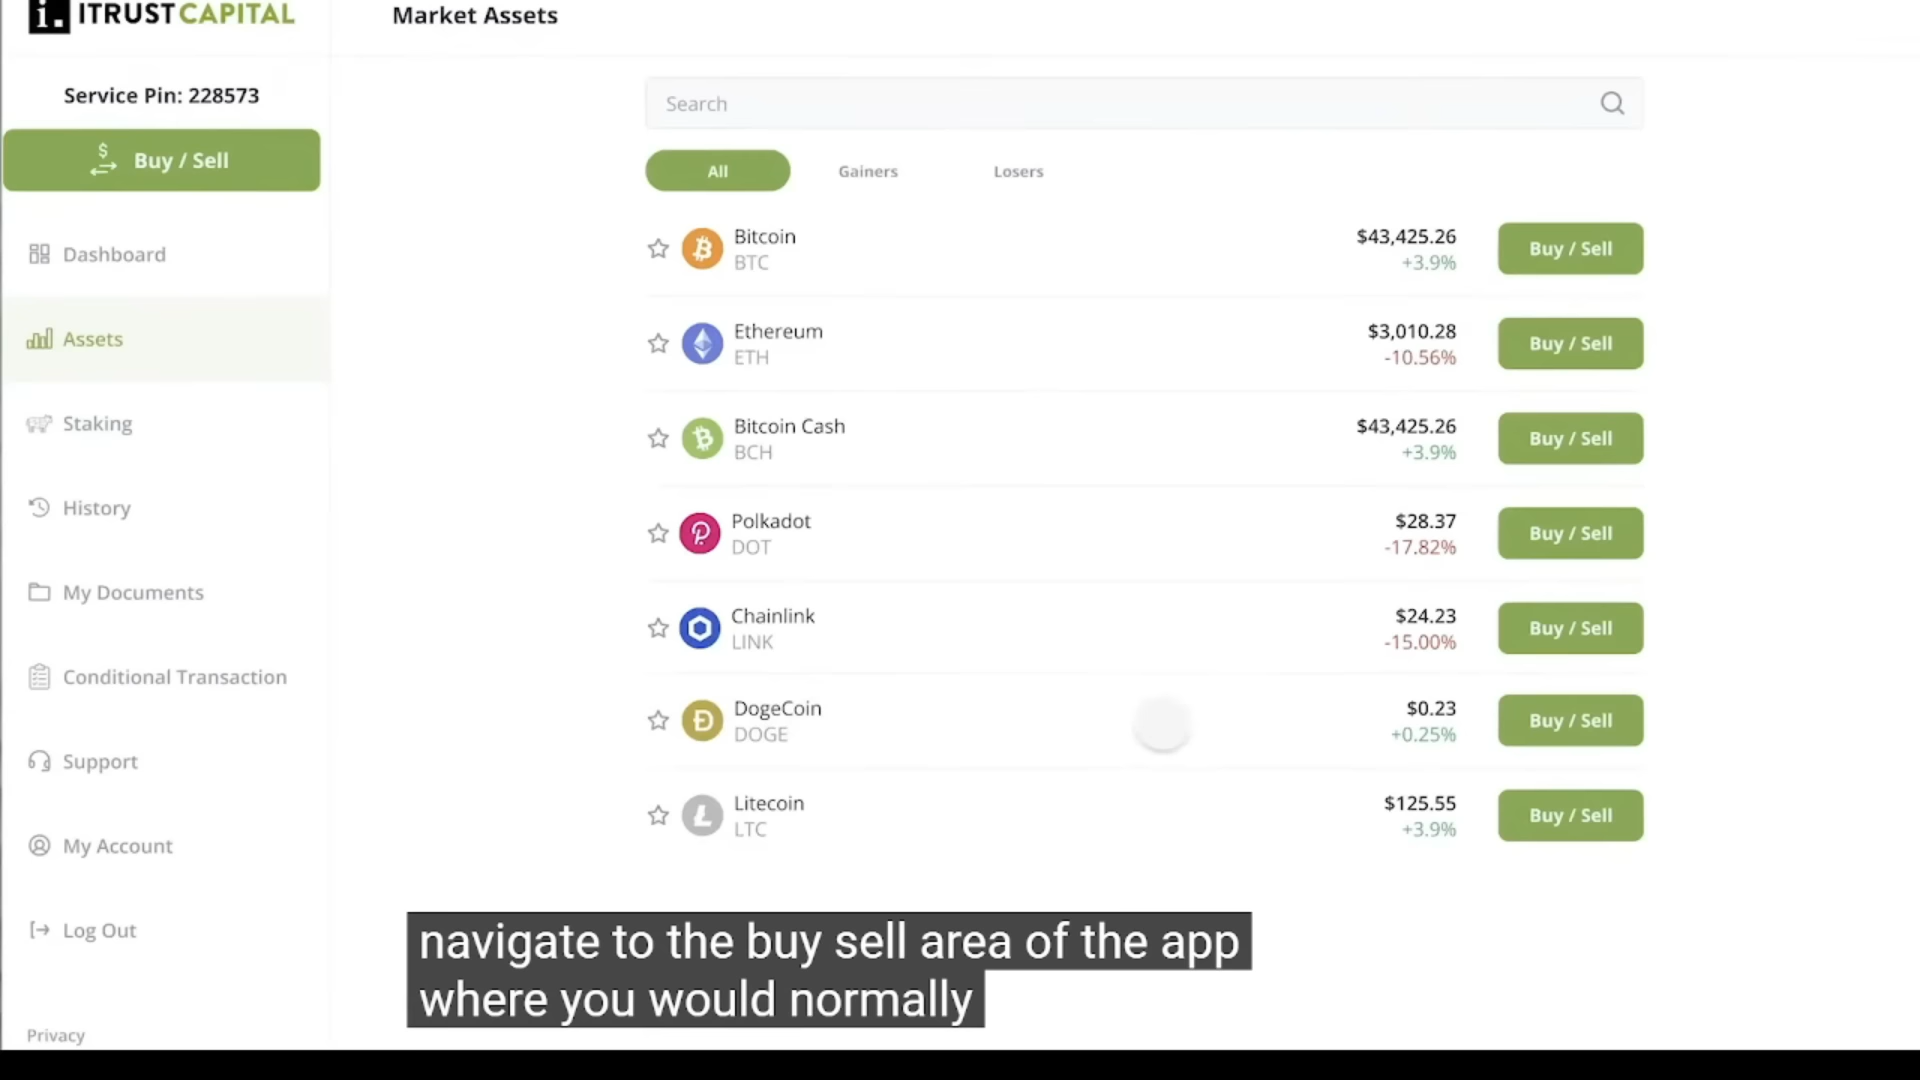 i. ITRUSTCAPITAL
Market Assets
Service Pin: 228573
Buy / Sell
Dashboard
Assets
Staking
History
My Documents
Conditional Transaction
Support
My Account
Log Out
Privacy
Search
All Gainers Losers
Bitcoin $43,425.26 Buy / Sell
BTC +3.9%
Ethereum $3,010.28 Buy / Sell
ETH -10.56%
Bitcoin Cash $43,425.26 Buy / Sell
BCH +3.9%
Polkadot $28.37 Buy / Sell
DOT -17.82%
Chainlink $24.23 Buy / Sell
LINK -15.00%
DogeCoin $0.23 Buy / Sell
DOGE +0.25%
Litecoin $125.55 Buy / Sell
LTC +3.9%
navigate to the buy sell area of the app
where you would normally